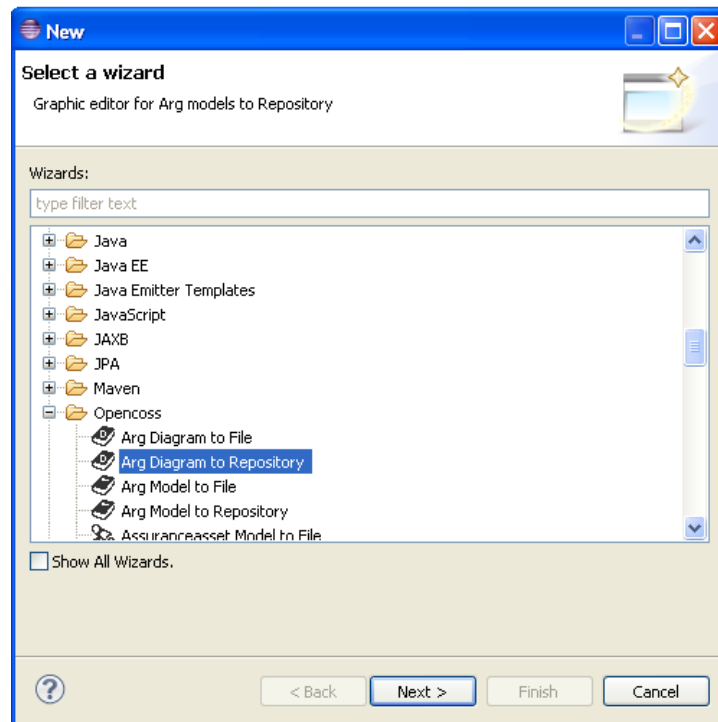 New
Select a wizard
Graphic editor for Arg models to Repository
Wizards:
type filter text
Java
Java EE
Java Emitter Templates
JavaScript
JAXB
JPA
Maven
Opencoss
Arg Diagram to File
Arg Diagram to Repository
Arg Model to File
Arg Model to Repository
Assuranceasset Model to File
Show All Wizards.
< Back Next > Finish Cancel